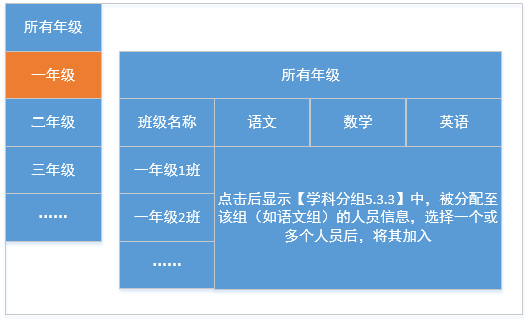 所有年级
一年级
二年级
三年级
……
所有年级
班级名称 语文 数学 英语
一年级1班
一年级2班
……
点击后显示【学科分组5.3.3】中，被分配至
该组（如语文组）的人员信息，选择一个或
多个人员后，将其加入